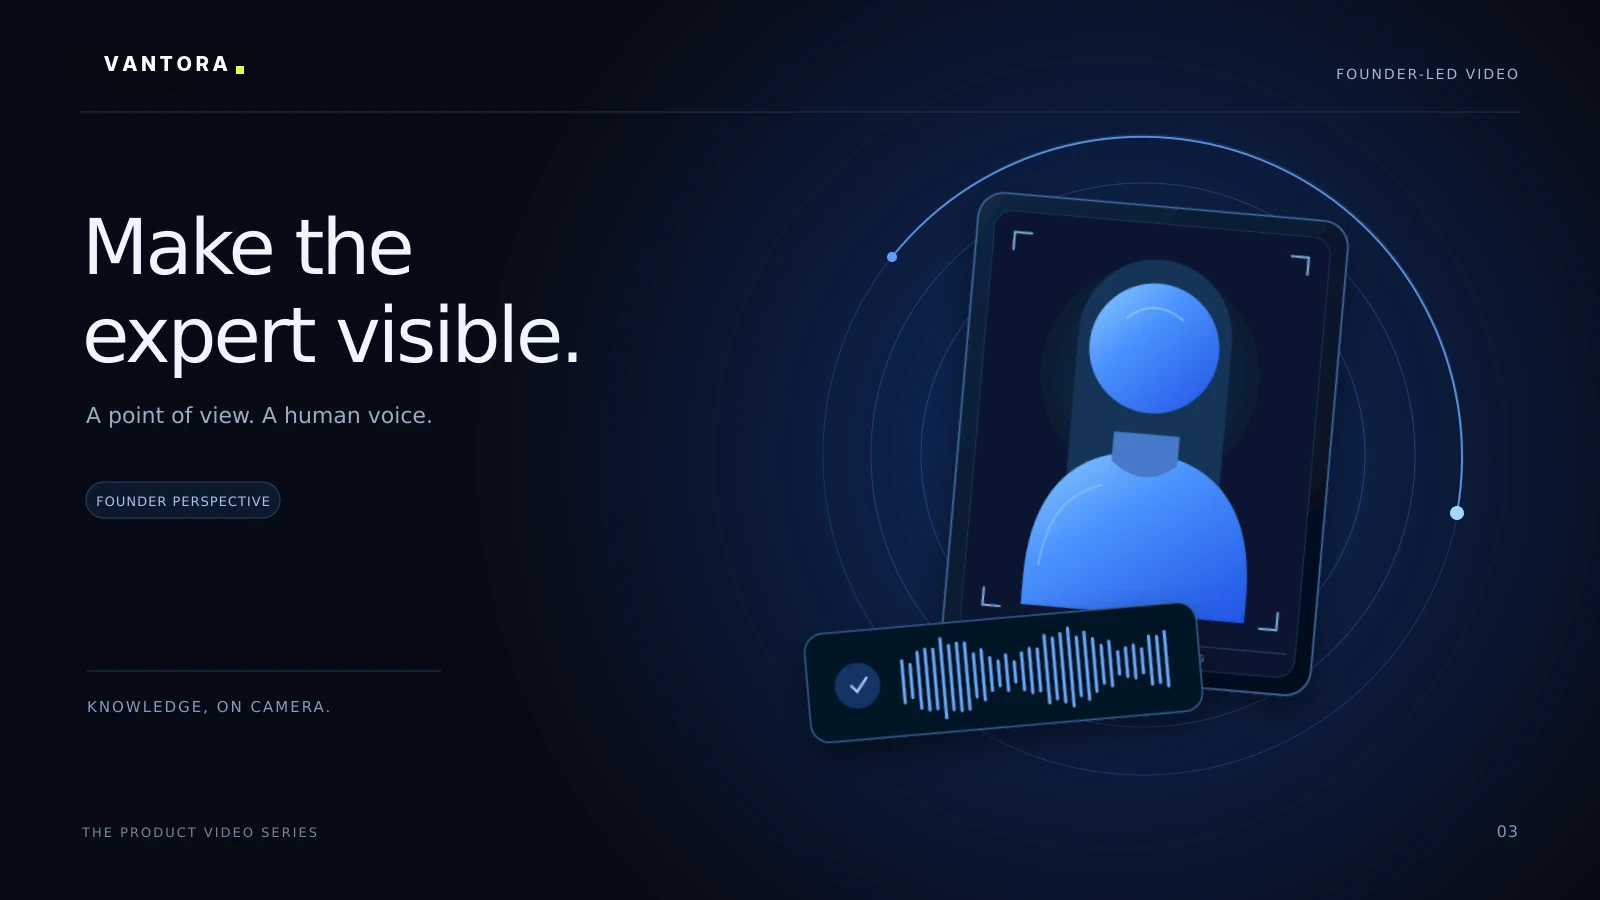 VANTORA
FOUNDER-LED VIDEO
Make the
expert visible.
A point of view. A human voice.
FOUNDER PERSPECTIVE
KNOWLEDGE, ON CAMERA.
THE PRODUCT VIDEO SERIES
03